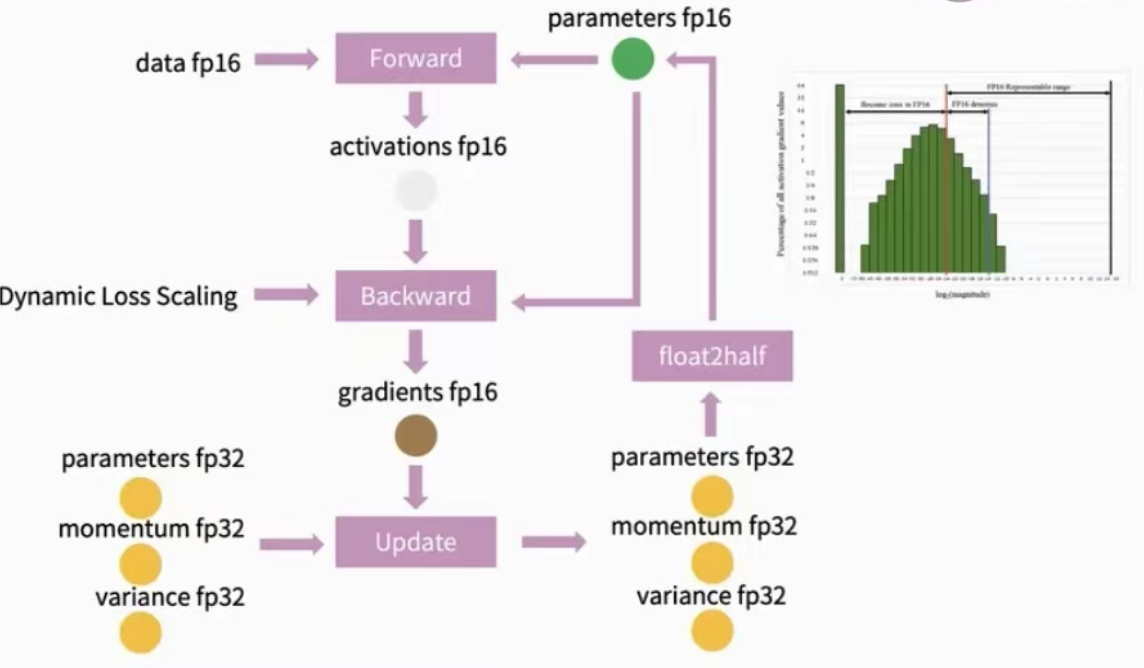 parameters fp16
data fp16
Forward
activations fp16
Dynamic Loss Scaling
Backward
float2half
gradients fp16
parameters fp32
momentum fp32
variance fp32
Update
parameters fp32
momentum fp32
variance fp32
FP16 Representable range
Become zero in FP16
FP16 denorms
Percentage of all activation gradient values
log₂(magnitude)